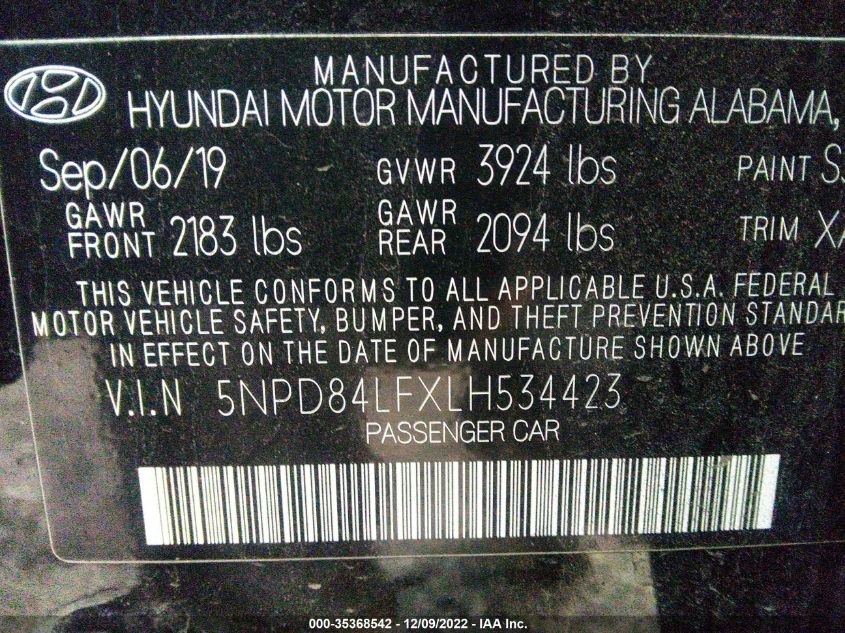 MANUFACTURED BY
HYUNDAI MOTOR MANUFACTURING ALABAMA,
Sep/06/19 GVWR 3924 lbs PAINT
GAWR FRONT 2183 lbs GAWR REAR 2094 lbs TRIM
THIS VEHICLE CONFORMS TO ALL APPLICABLE U.S.A. FEDERAL
MOTOR VEHICLE SAFETY, BUMPER, AND THEFT PREVENTION STANDAR
IN EFFECT ON THE DATE OF MANUFACTURE SHOWN ABOVE
V.I.N 5NPD84LFXLH534423
PASSENGER CAR
000-35368542 - 12/09/2022 - IAA Inc.